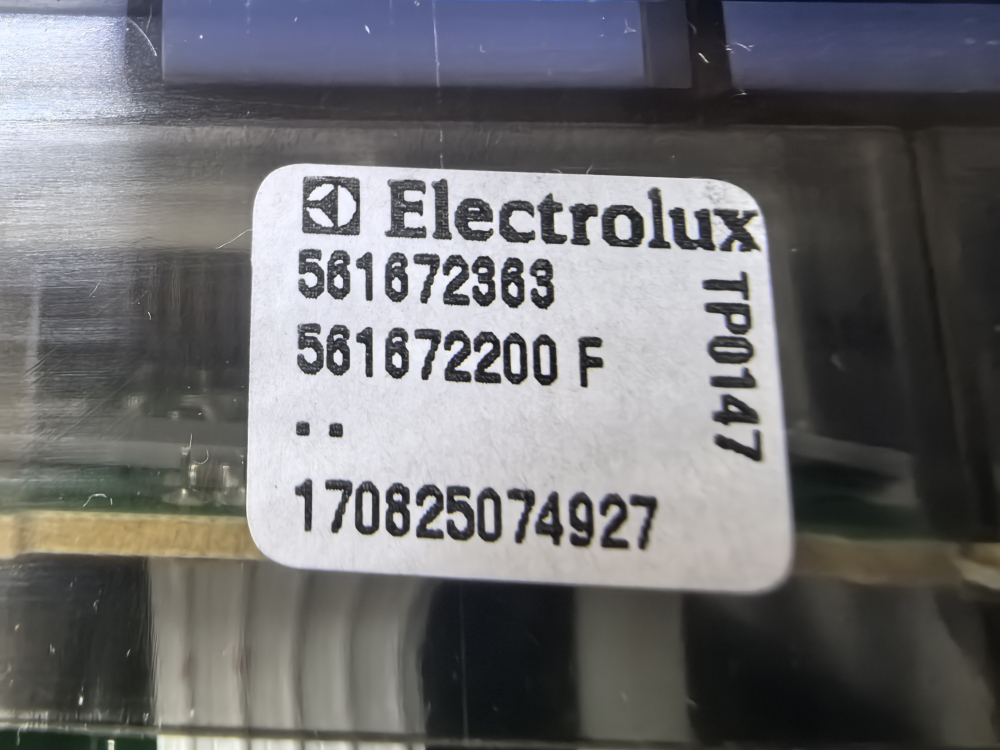 Electrolux
561672363
561672200 F
..
170825074927
TP0147